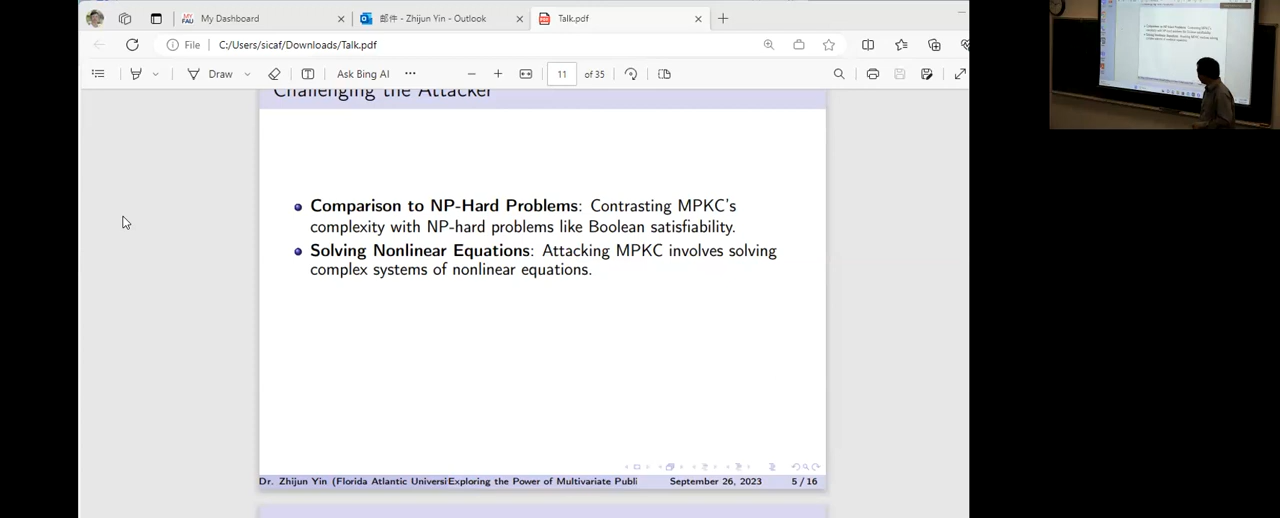 My Dashboard
邮件 - Zhijun Yin - Outlook
Talk.pdf
File
C:/Users/sicaf/Downloads/Talk.pdf
Draw
Ask Bing AI
11
of 35
Challenging the Attacker
Comparison to NP-Hard Problems: Contrasting MPKC's
complexity with NP-hard problems like Boolean satisfiability.
Solving Nonlinear Equations: Attacking MPKC involves solving
complex systems of nonlinear equations.
Dr. Zhijun Yin (Florida Atlantic Universi
Exploring the Power of Multivariate Publi
September 26, 2023
5 / 16